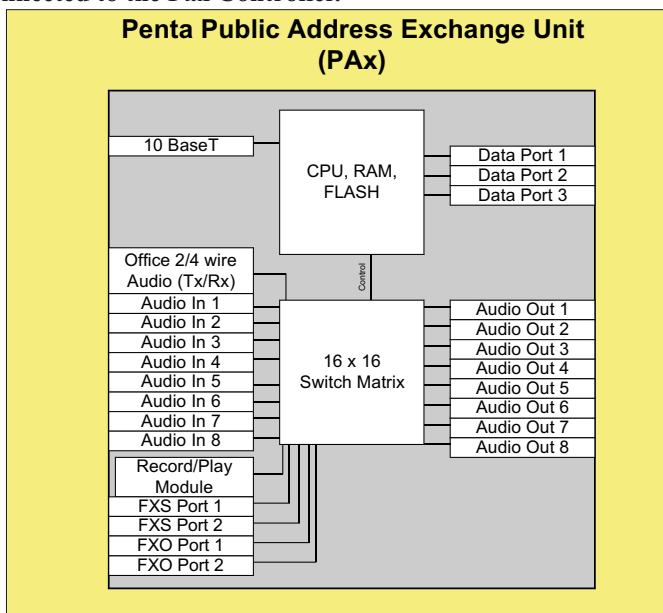 Penta Public Address Exchange Unit
(PAx)
10 BaseT
CPU, RAM,
FLASH
Data Port 1
Data Port 2
Data Port 3
Control
Office 2/4 wire
Audio (Tx/Rx)
Audio In 1
Audio In 2
Audio In 3
Audio In 4
Audio In 5
Audio In 6
Audio In 7
Audio In 8
16 x 16
Switch Matrix
Audio Out 1
Audio Out 2
Audio Out 3
Audio Out 4
Audio Out 5
Audio Out 6
Audio Out 7
Audio Out 8
Record/Play
Module
FXS Port 1
FXS Port 2
FXO Port 1
FXO Port 2